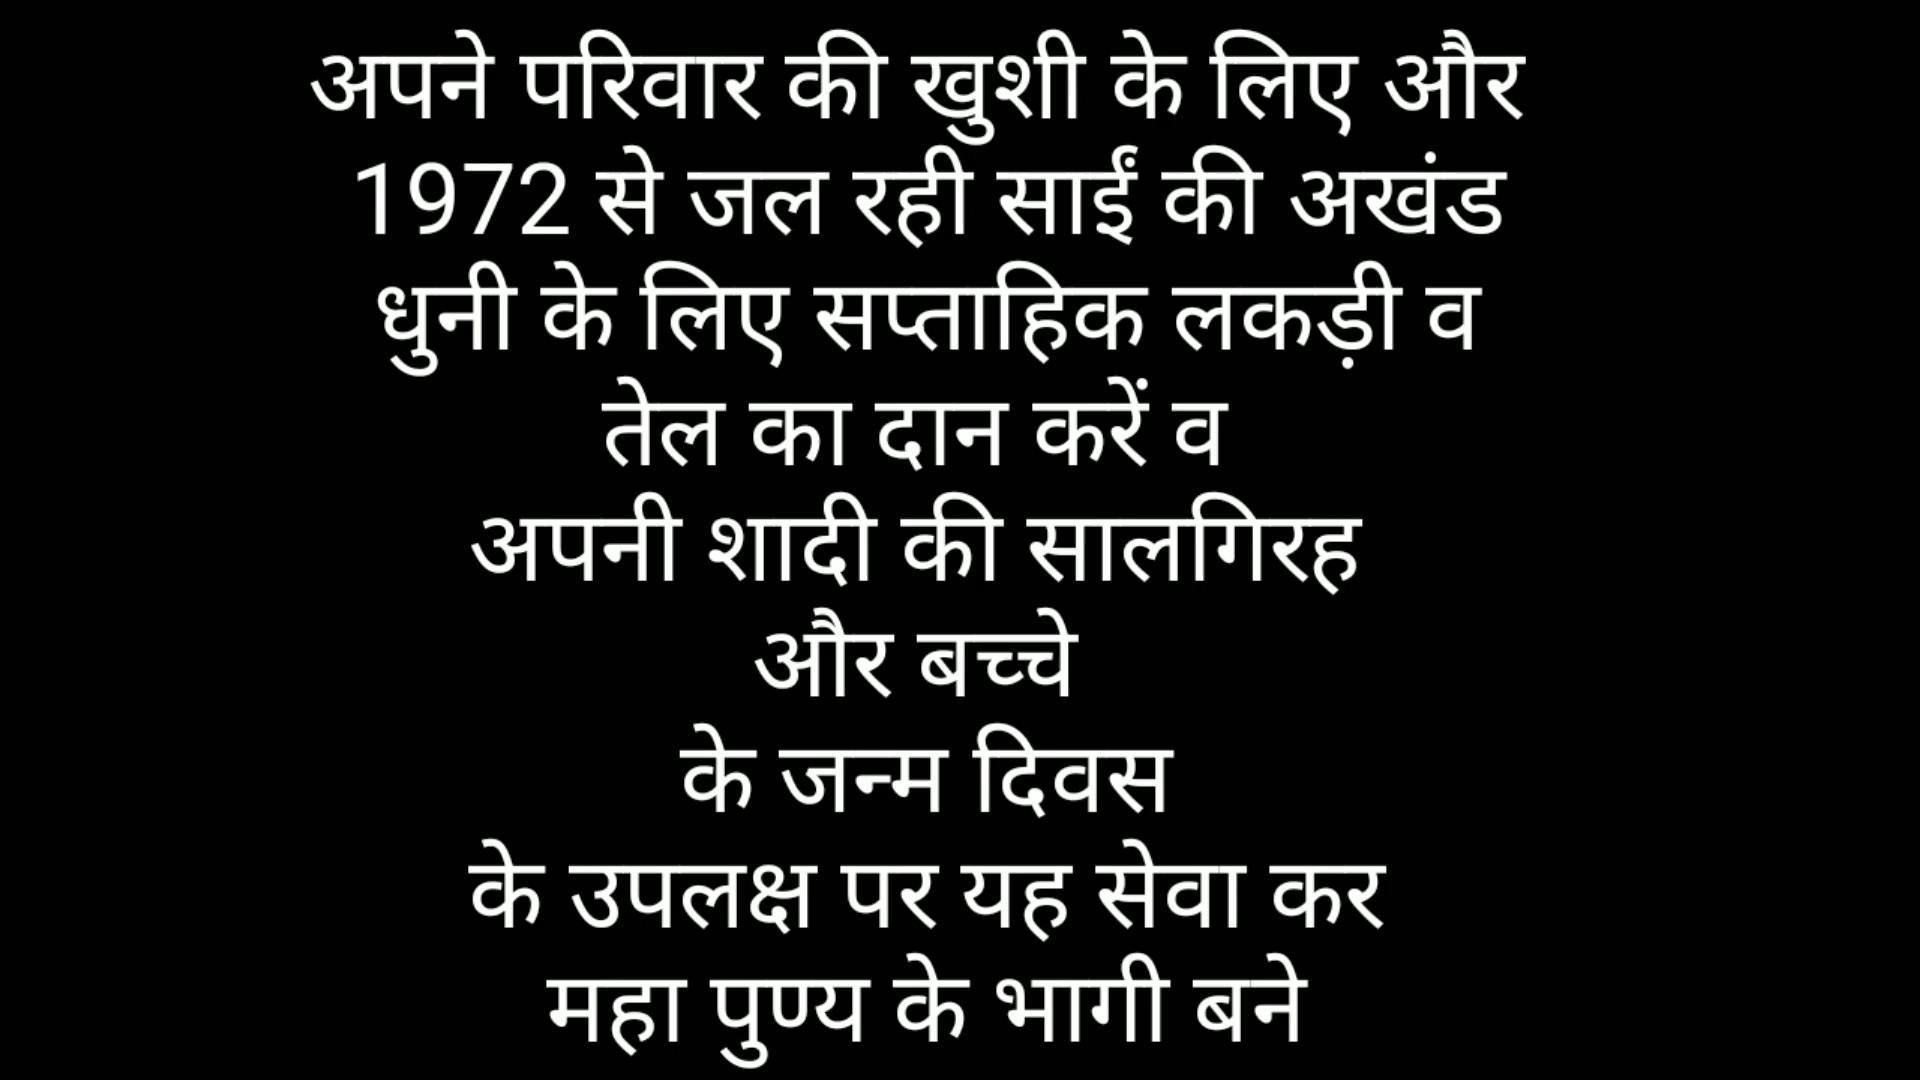 अपने परिवार की खुशी के लिए और
1972 से जल रही साईं की अखंड
धुनी के लिए सप्ताहिक लकड़ी व
तेल का दान करें व
अपनी शादी की सालगिरह
और बच्चे
के जन्म दिवस
के उपलक्ष पर यह सेवा कर
महा पुण्य के भागी बने